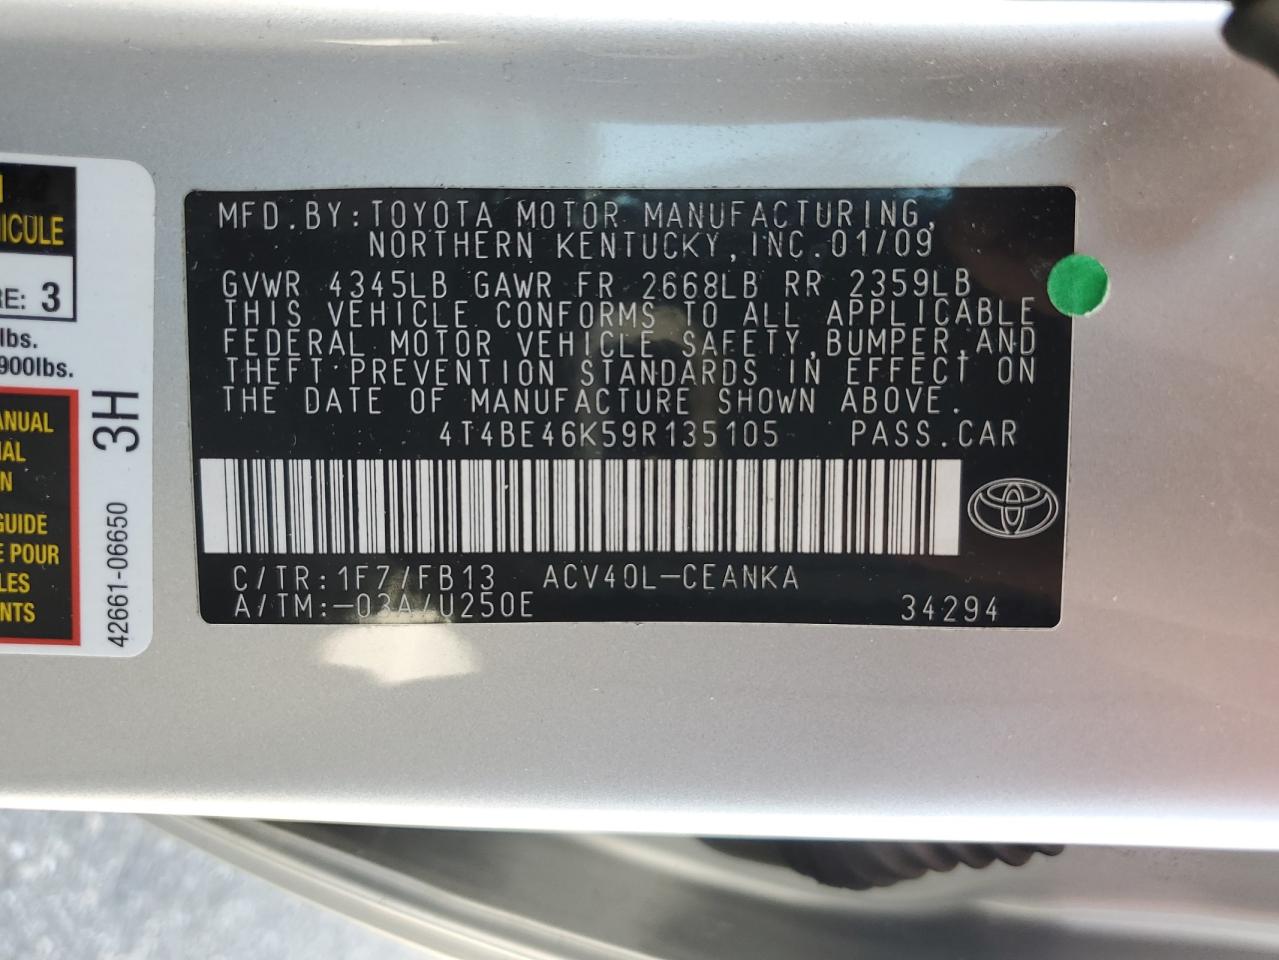 MFD.BY:TOYOTA MOTOR MANUFACTURING,
NORTHERN KENTUCKY,INC.01/09
GVWR 4345LB GAWR FR 2668LB RR 2359LB
THIS VEHICLE CONFORMS TO ALL APPLICABLE
FEDERAL MOTOR VEHICLE SAFETY,BUMPER,AND
THEFT PREVENTION STANDARDS IN EFFECT ON
THE DATE OF MANUFACTURE SHOWN ABOVE.
4T4BE46K59R135105 PASS.CAR
C/TR:1F7/FB13 ACV40L-CEANKA
A/TM:-03A/U250E 34294
HICULE
RE: 3
lbs.
900lbs.
ANUAL
IAL
N
GUIDE
E POUR
LES
NTS
3H
42661-06650